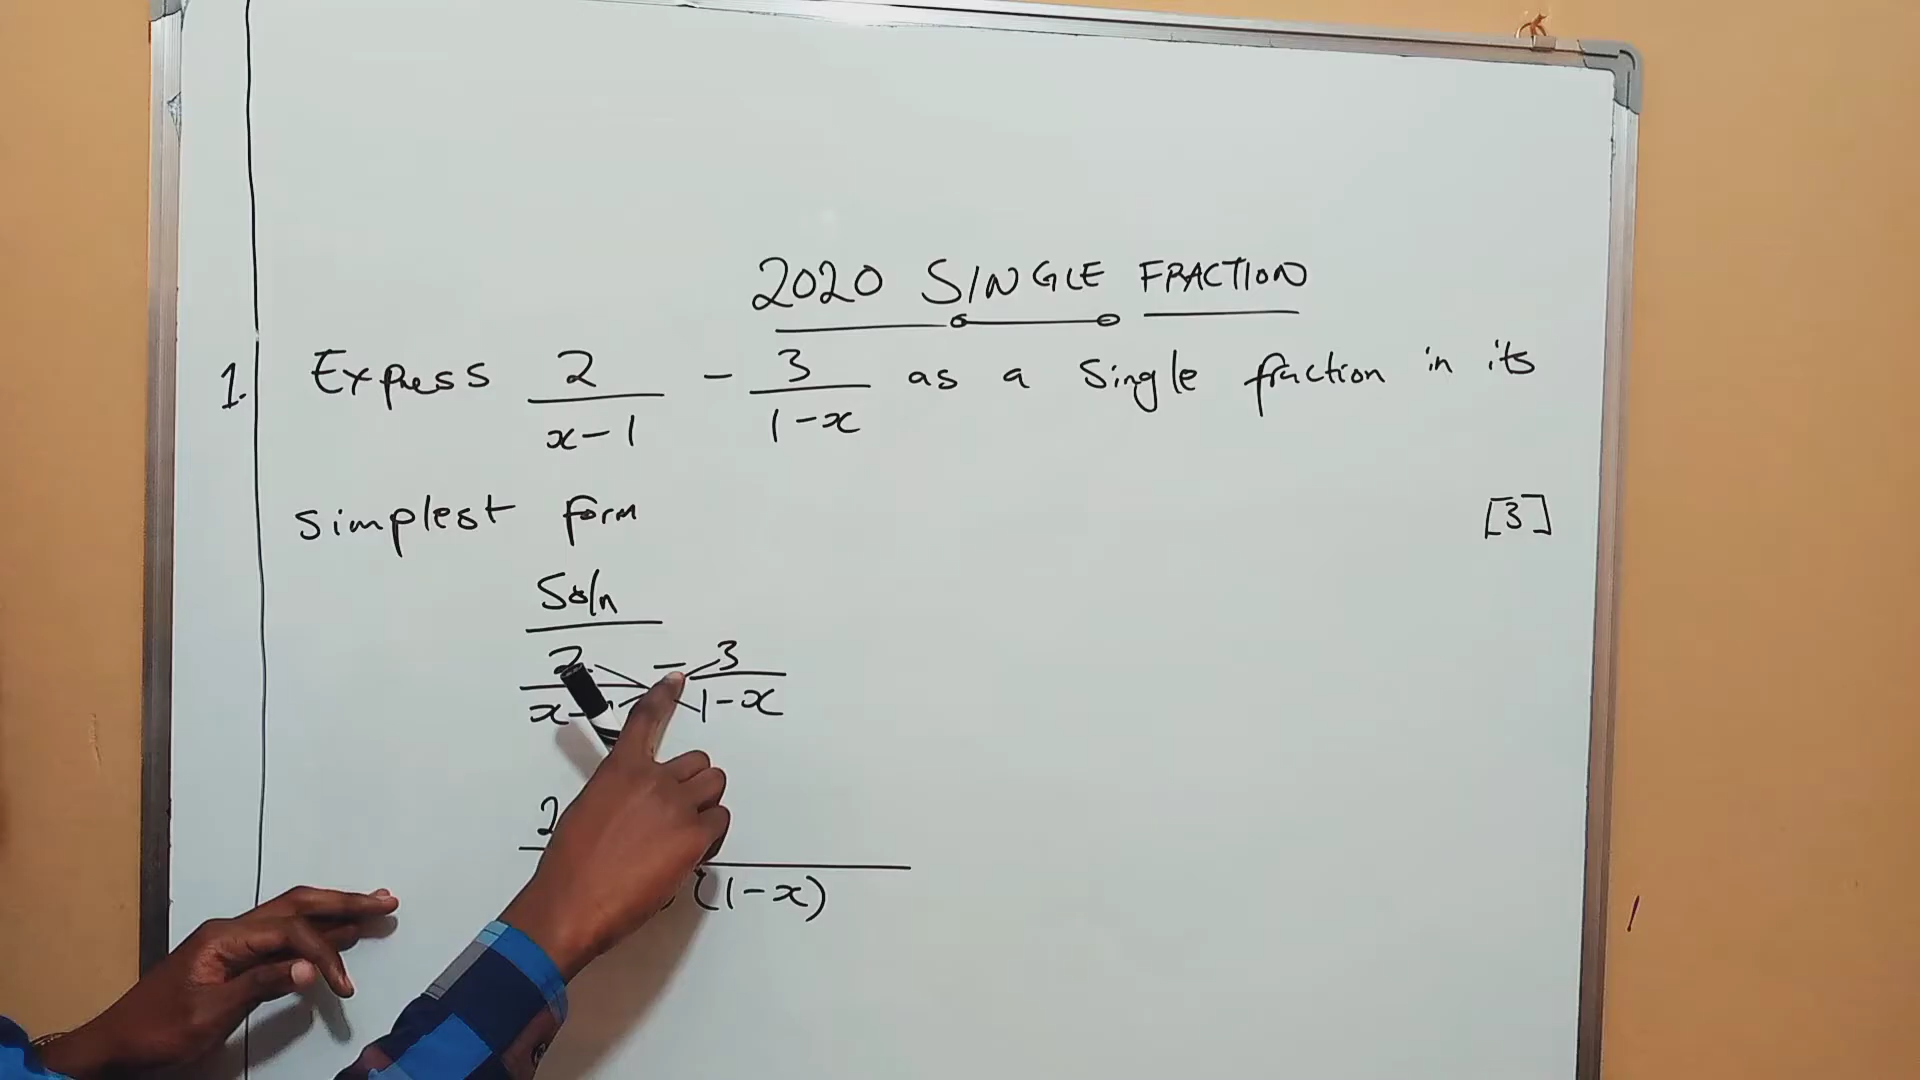 2020 SINGLE FRACTION
1. Express 2/(x-1) - 3/(1-x) as a single fraction in its
simplest form [3]
Soln
2/x- - 3/(1-x)
2
(1-x)